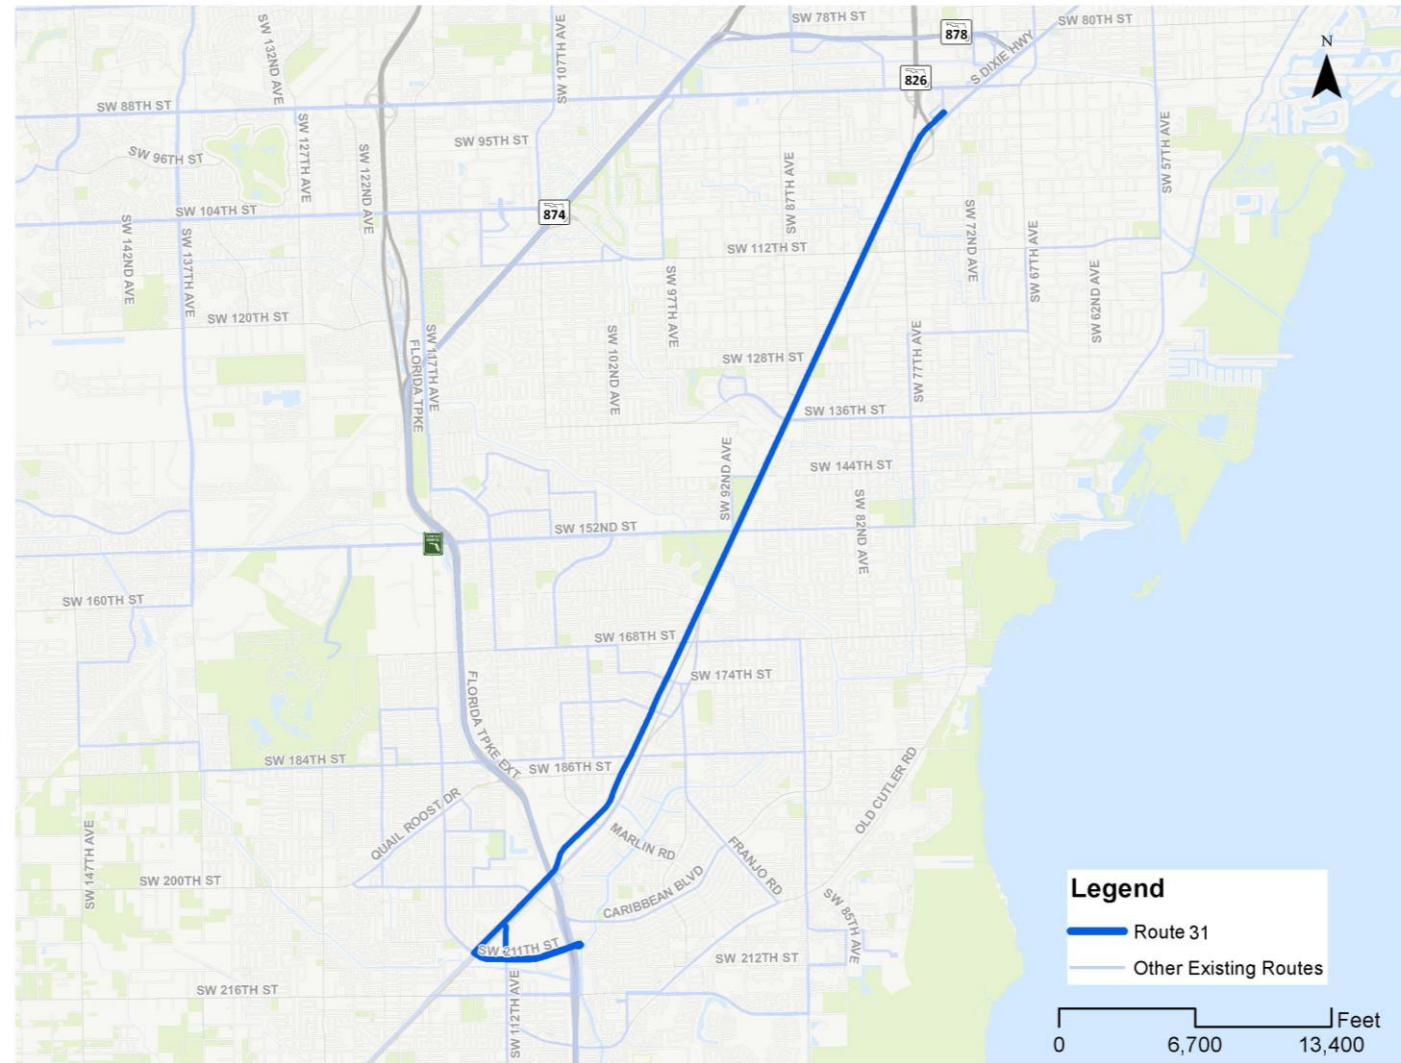 SW 78TH ST
SW 80TH ST
SW 132ND AVE
SW 107TH AVE
878
S DIXIE HWY
N
826
SW 88TH ST
SW 127TH AVE
SW 95TH ST
SW 122ND AVE
SW 96TH ST
SW 57TH AVE
SW 87TH AVE
SW 104TH ST
874
SW 142ND AVE
SW 137TH AVE
SW 72ND AVE
SW 67TH AVE
SW 112TH ST
SW 62ND AVE
SW 97TH AVE
SW 120TH ST
FLORIDA TPKE
SW 117TH AVE
SW 102ND AVE
SW 128TH ST
SW 77TH AVE
SW 136TH ST
SW 92ND AVE
SW 144TH ST
SW 82ND AVE
SW 152ND ST
SW 160TH ST
SW 168TH ST
SW 174TH ST
FLORIDA TPKE EXT
SW 184TH ST
SW 186TH ST
OLD CUTLER RD
QUAIL ROOST DR
MARLIN RD
FRANJO RD
SW 147TH AVE
SW 200TH ST
CARIBBEAN BLVD
SW 85TH AVE
SW 211TH ST
SW 212TH ST
SW 216TH ST
SW 112TH AVE
Legend
Route 31
Other Existing Routes
Feet
0 6,700 13,400